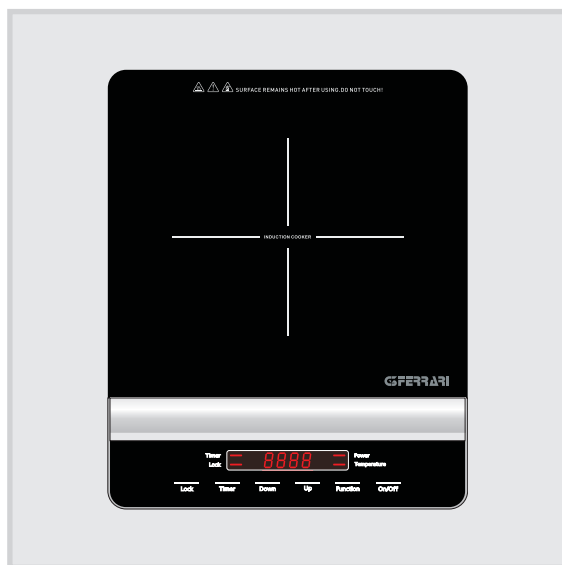 SURFACE REMAINS HOT AFTER USING.DO NOT TOUCH!
INDUCTION COOKER
G3FERRARI
Timer 8888 Power
Lock Temperature
Lock Timer Down Up Function On/Off